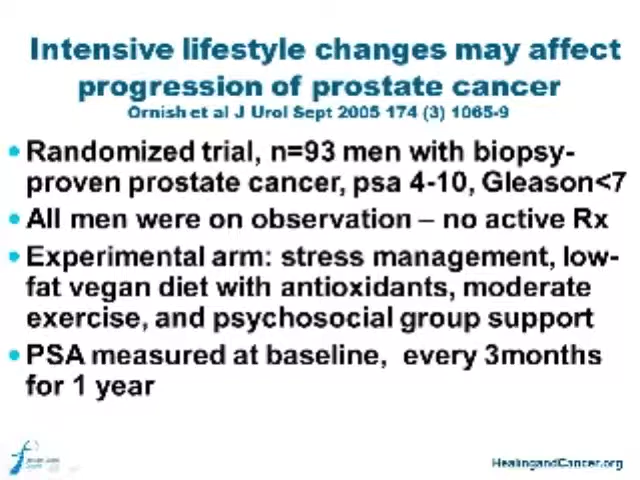 Intensive lifestyle changes may affect
progression of prostate cancer
Ornish et al J Urol Sept 2005 174 (3) 1065-9
• Randomized trial, n=93 men with biopsy-
proven prostate cancer, psa 4-10, Gleason<7
• All men were on observation – no active Rx
• Experimental arm: stress management, low-
fat vegan diet with antioxidants, moderate
exercise, and psychosocial group support
• PSA measured at baseline,  every 3months
for 1 year
HealingandCancer.org